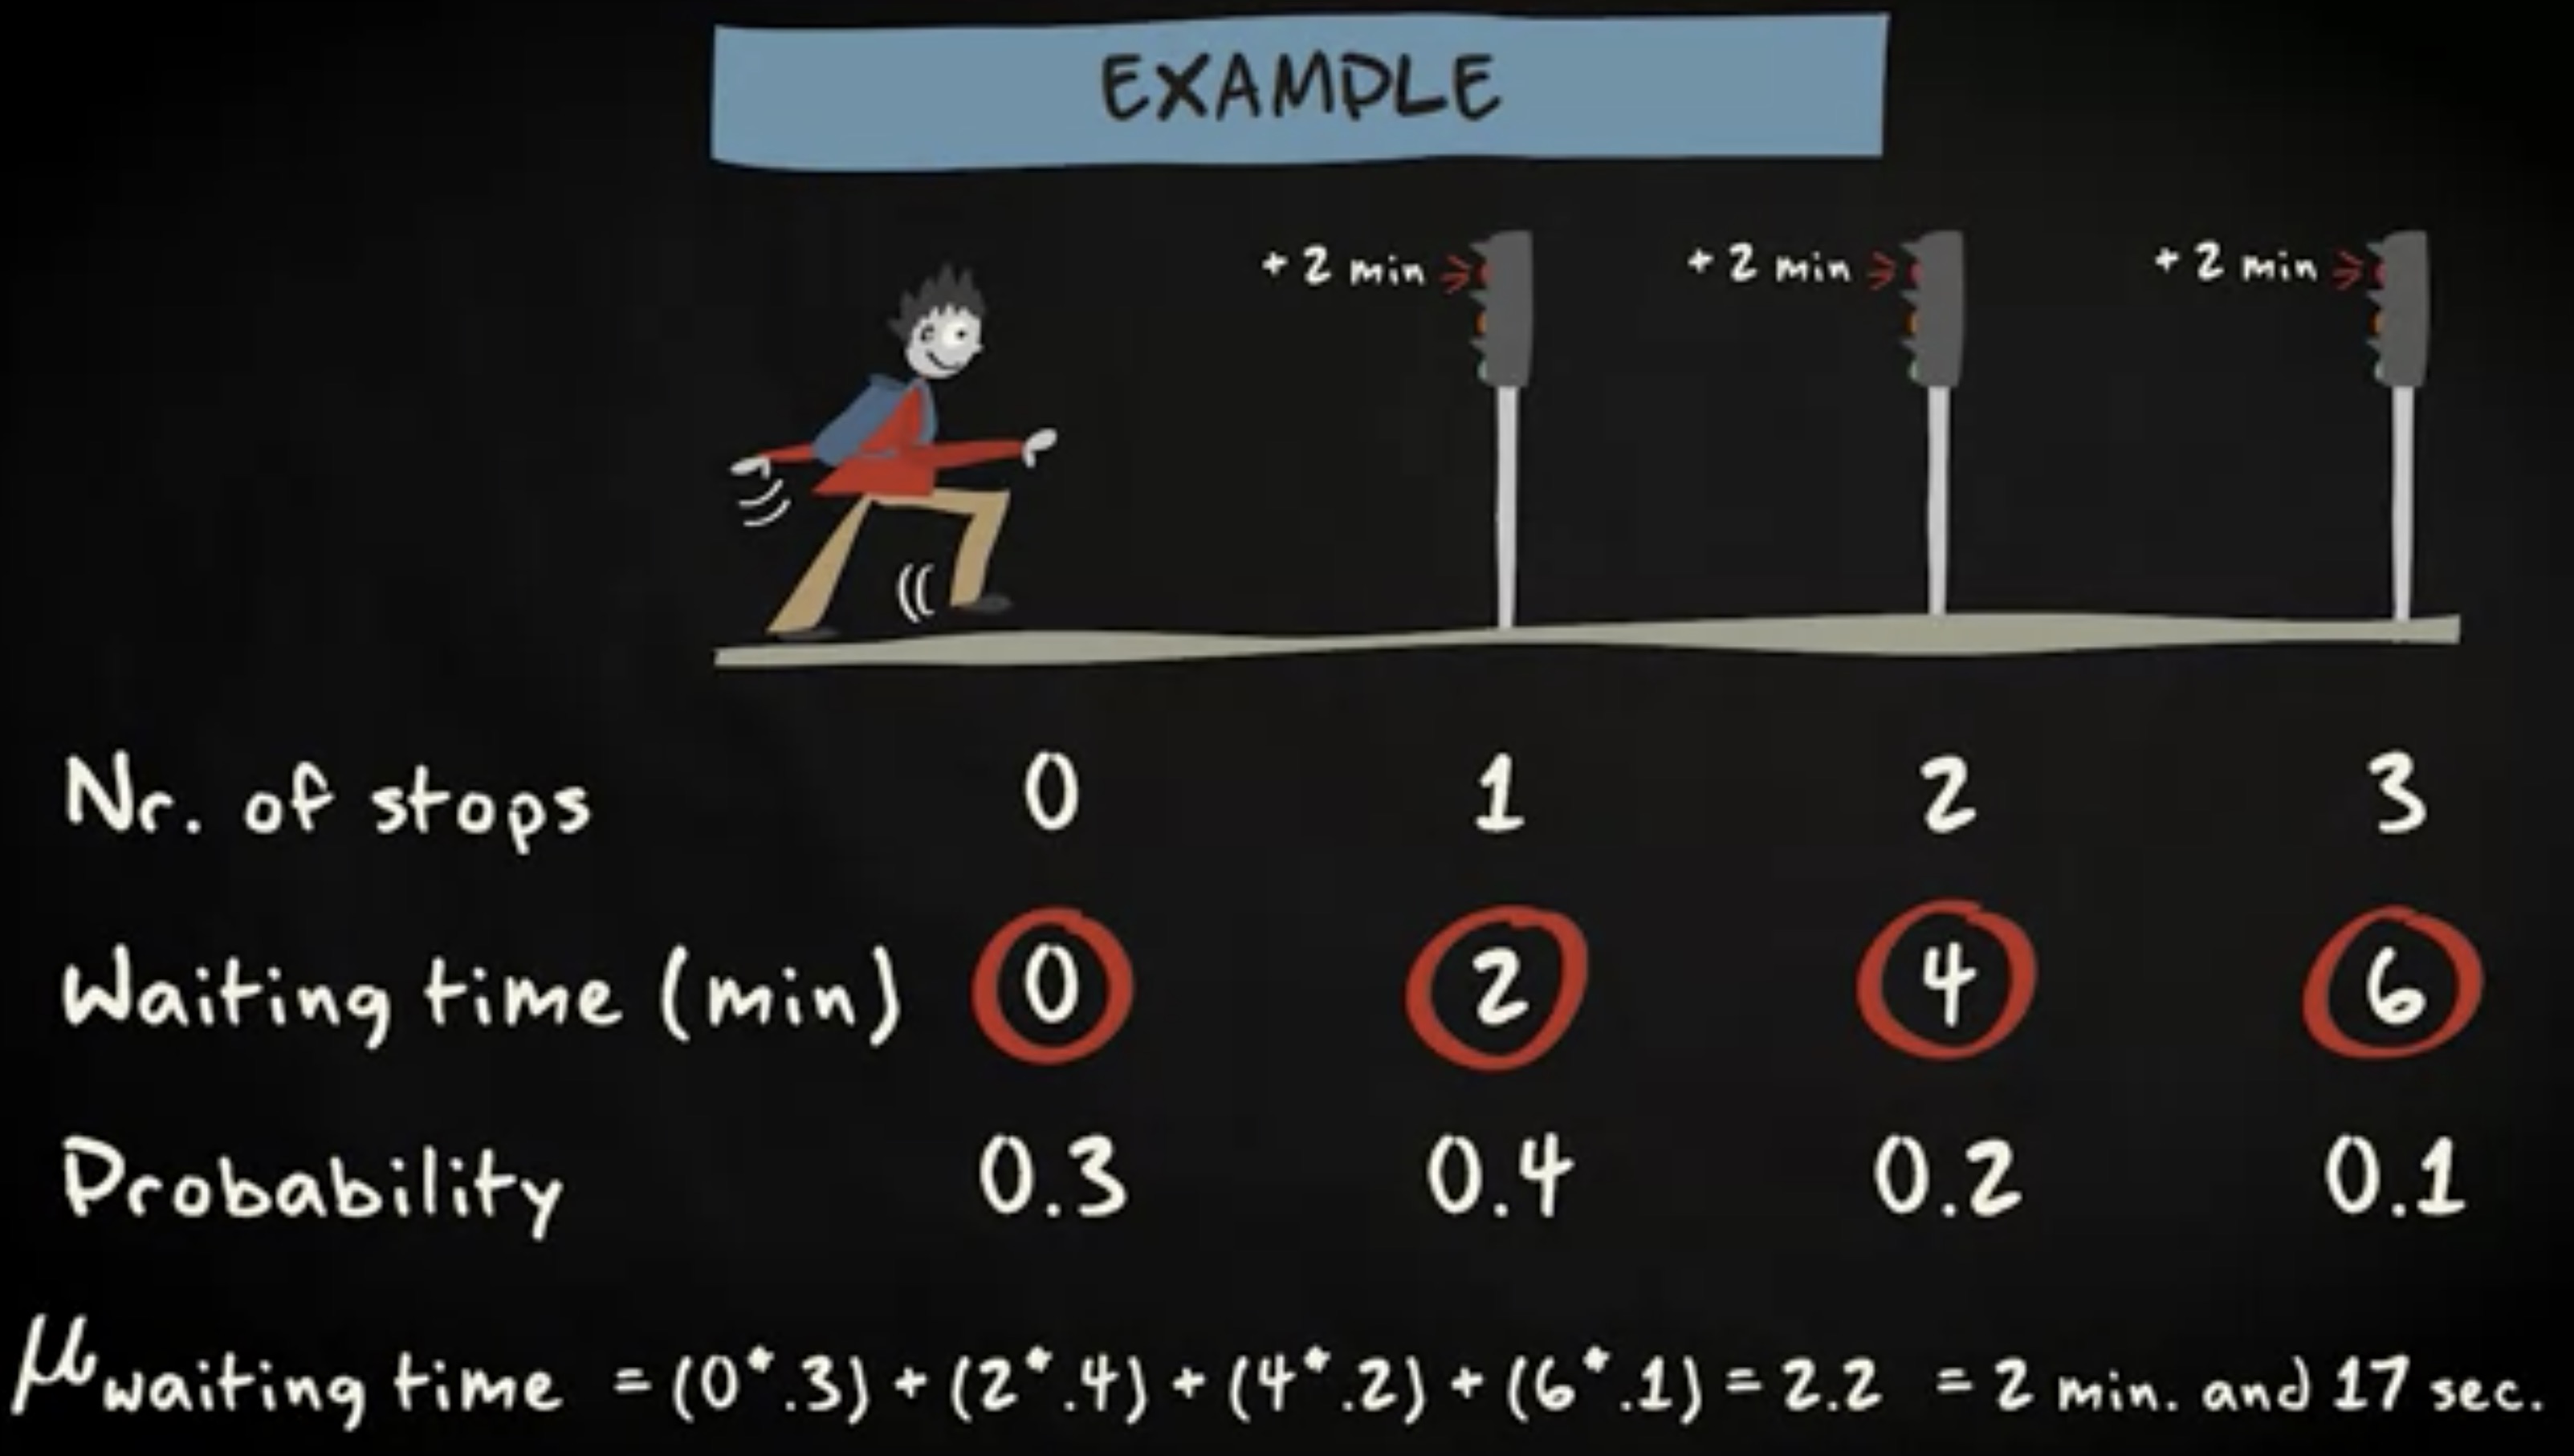 EXAMPLE
+ 2 min + 2 min + 2 min
Nr. of stops 0 1 2 3
Waiting time (min) 0 2 4 6
Probability 0.3 0.4 0.2 0.1
μ waiting time = (0*.3) + (2*.4) + (4*.2) + (6*.1) = 2.2 = 2 min. and 17 sec.